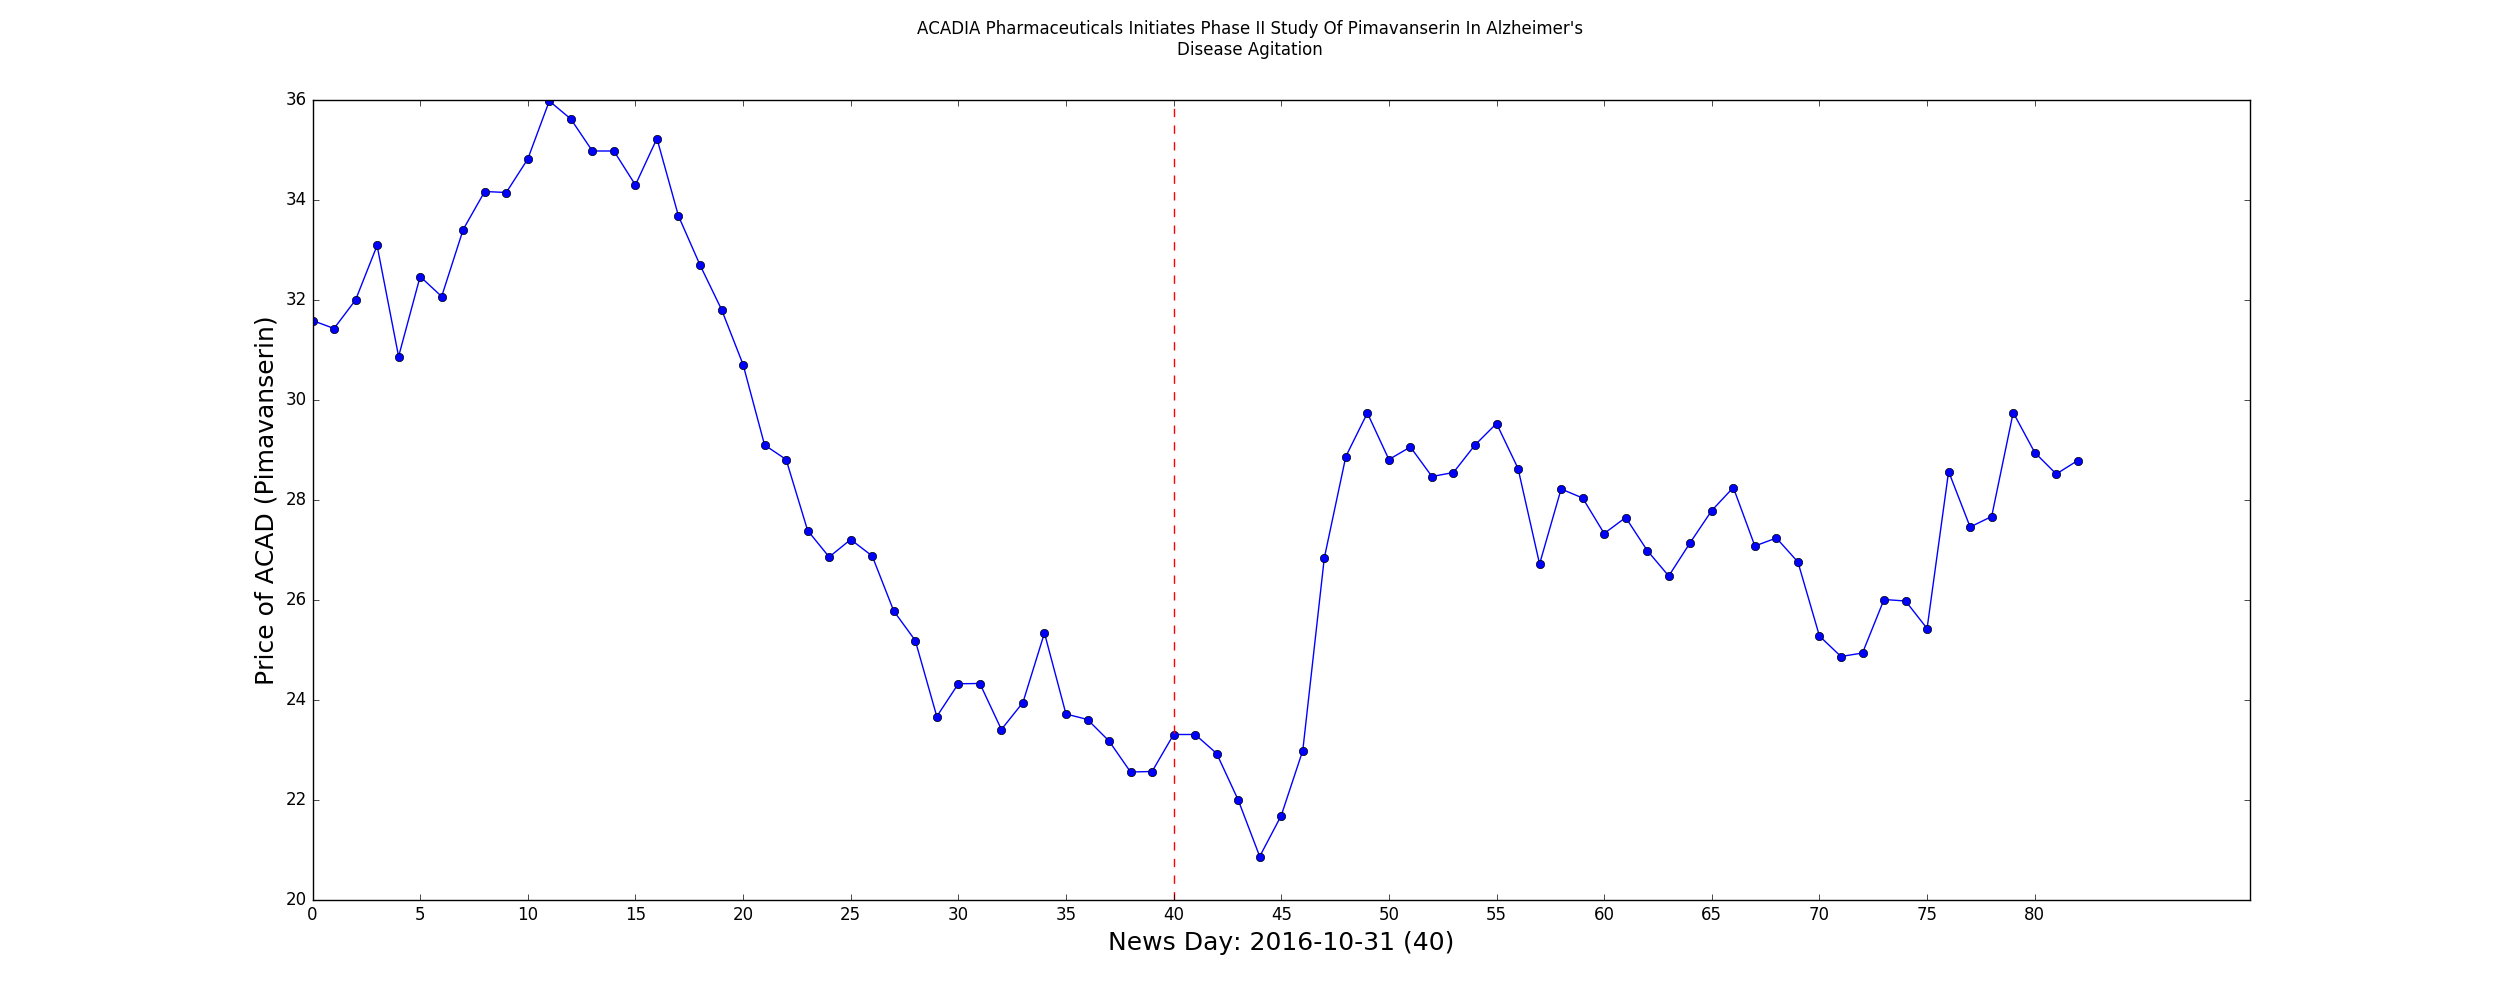 ACADIA Pharmaceuticals Initiates Phase II Study Of Pimavanserin In Alzheimer's
Disease Agitation
Price of ACAD (Pimavanserin)
36
34
32
30
28
26
24
22
20
0 5 10 15 20 25 30 35 40 45 50 55 60 65 70 75 80
News Day: 2016-10-31 (40)